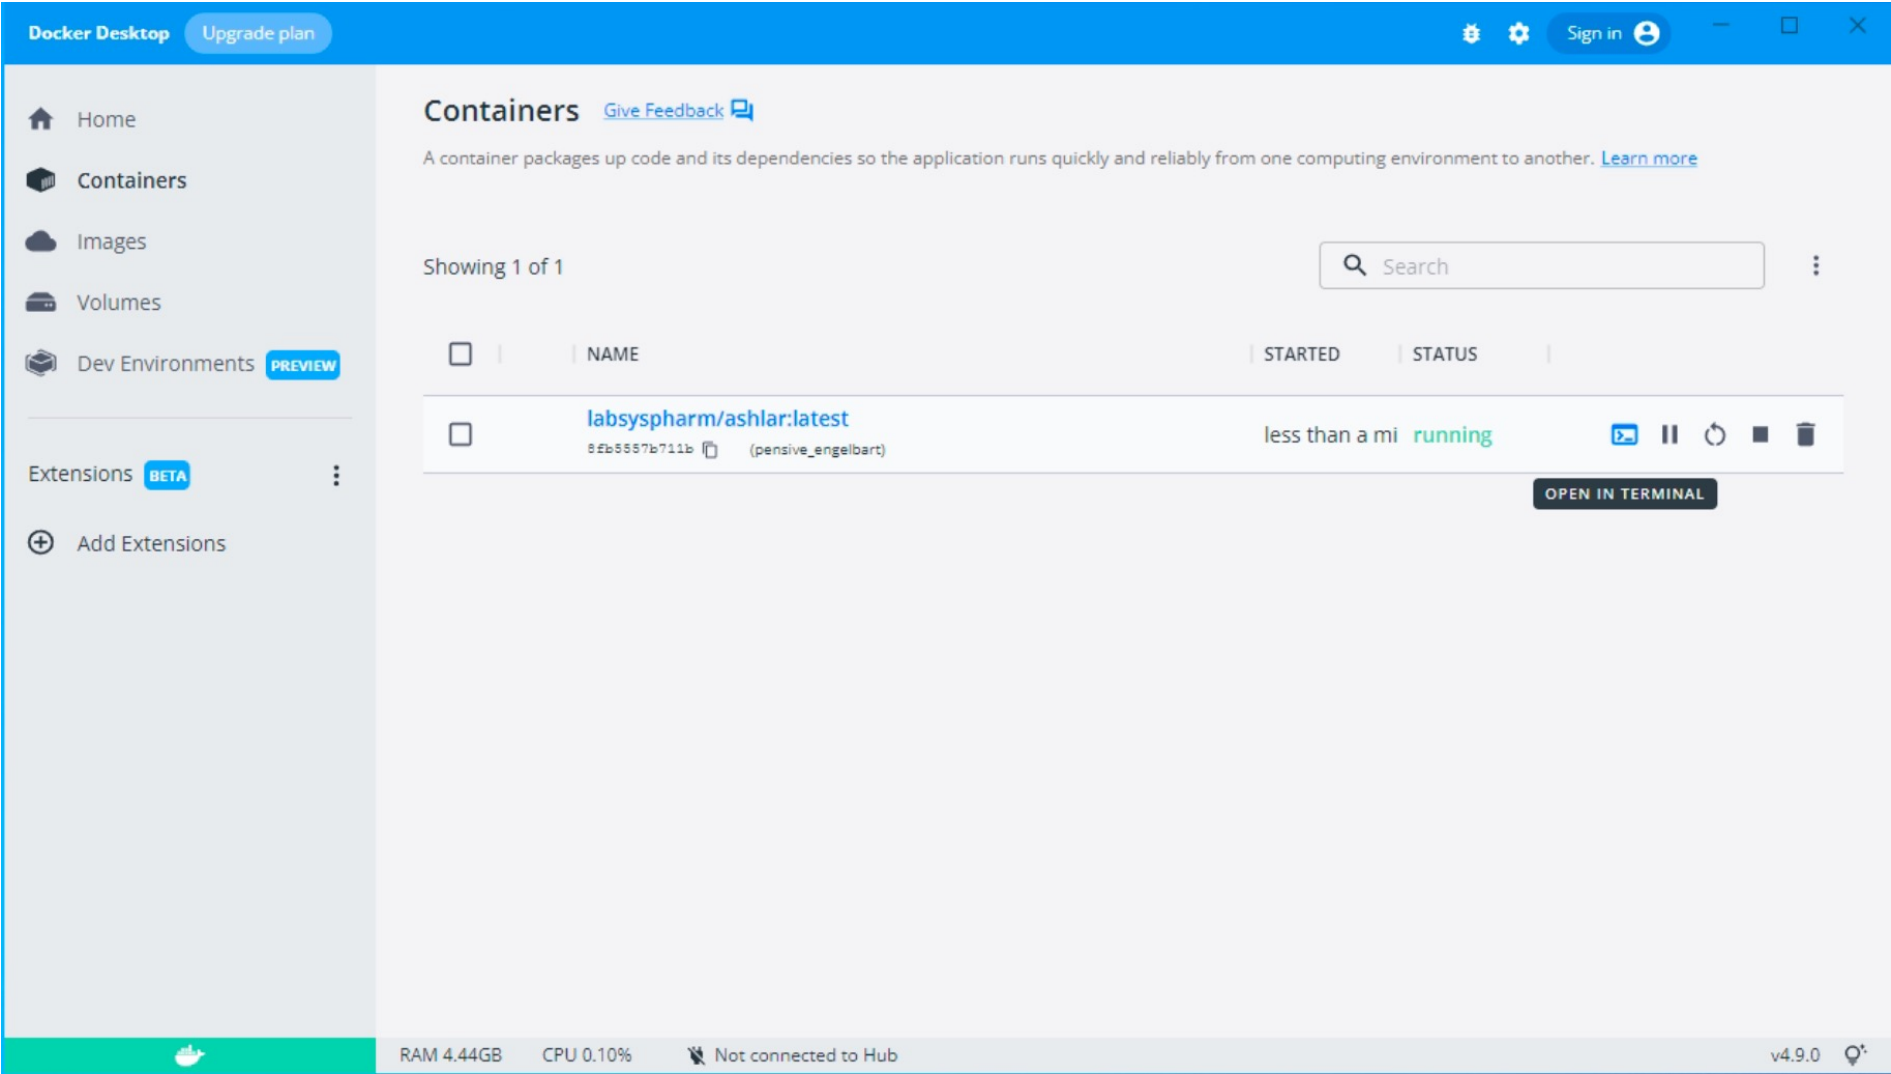 Docker Desktop Upgrade plan Sign in
Home
Containers
Images
Volumes
Dev Environments PREVIEW
Extensions BETA
Add Extensions
Containers Give Feedback
A container packages up code and its dependencies so the application runs quickly and reliably from one computing environment to another. Learn more
Showing 1 of 1 Search
NAME STARTED STATUS
labsyspharm/ashlar:latest
less than a mi running
8fb5557b711b (pensive_engelbart)
OPEN IN TERMINAL
RAM 4.44GB CPU 0.10% Not connected to Hub v4.9.0